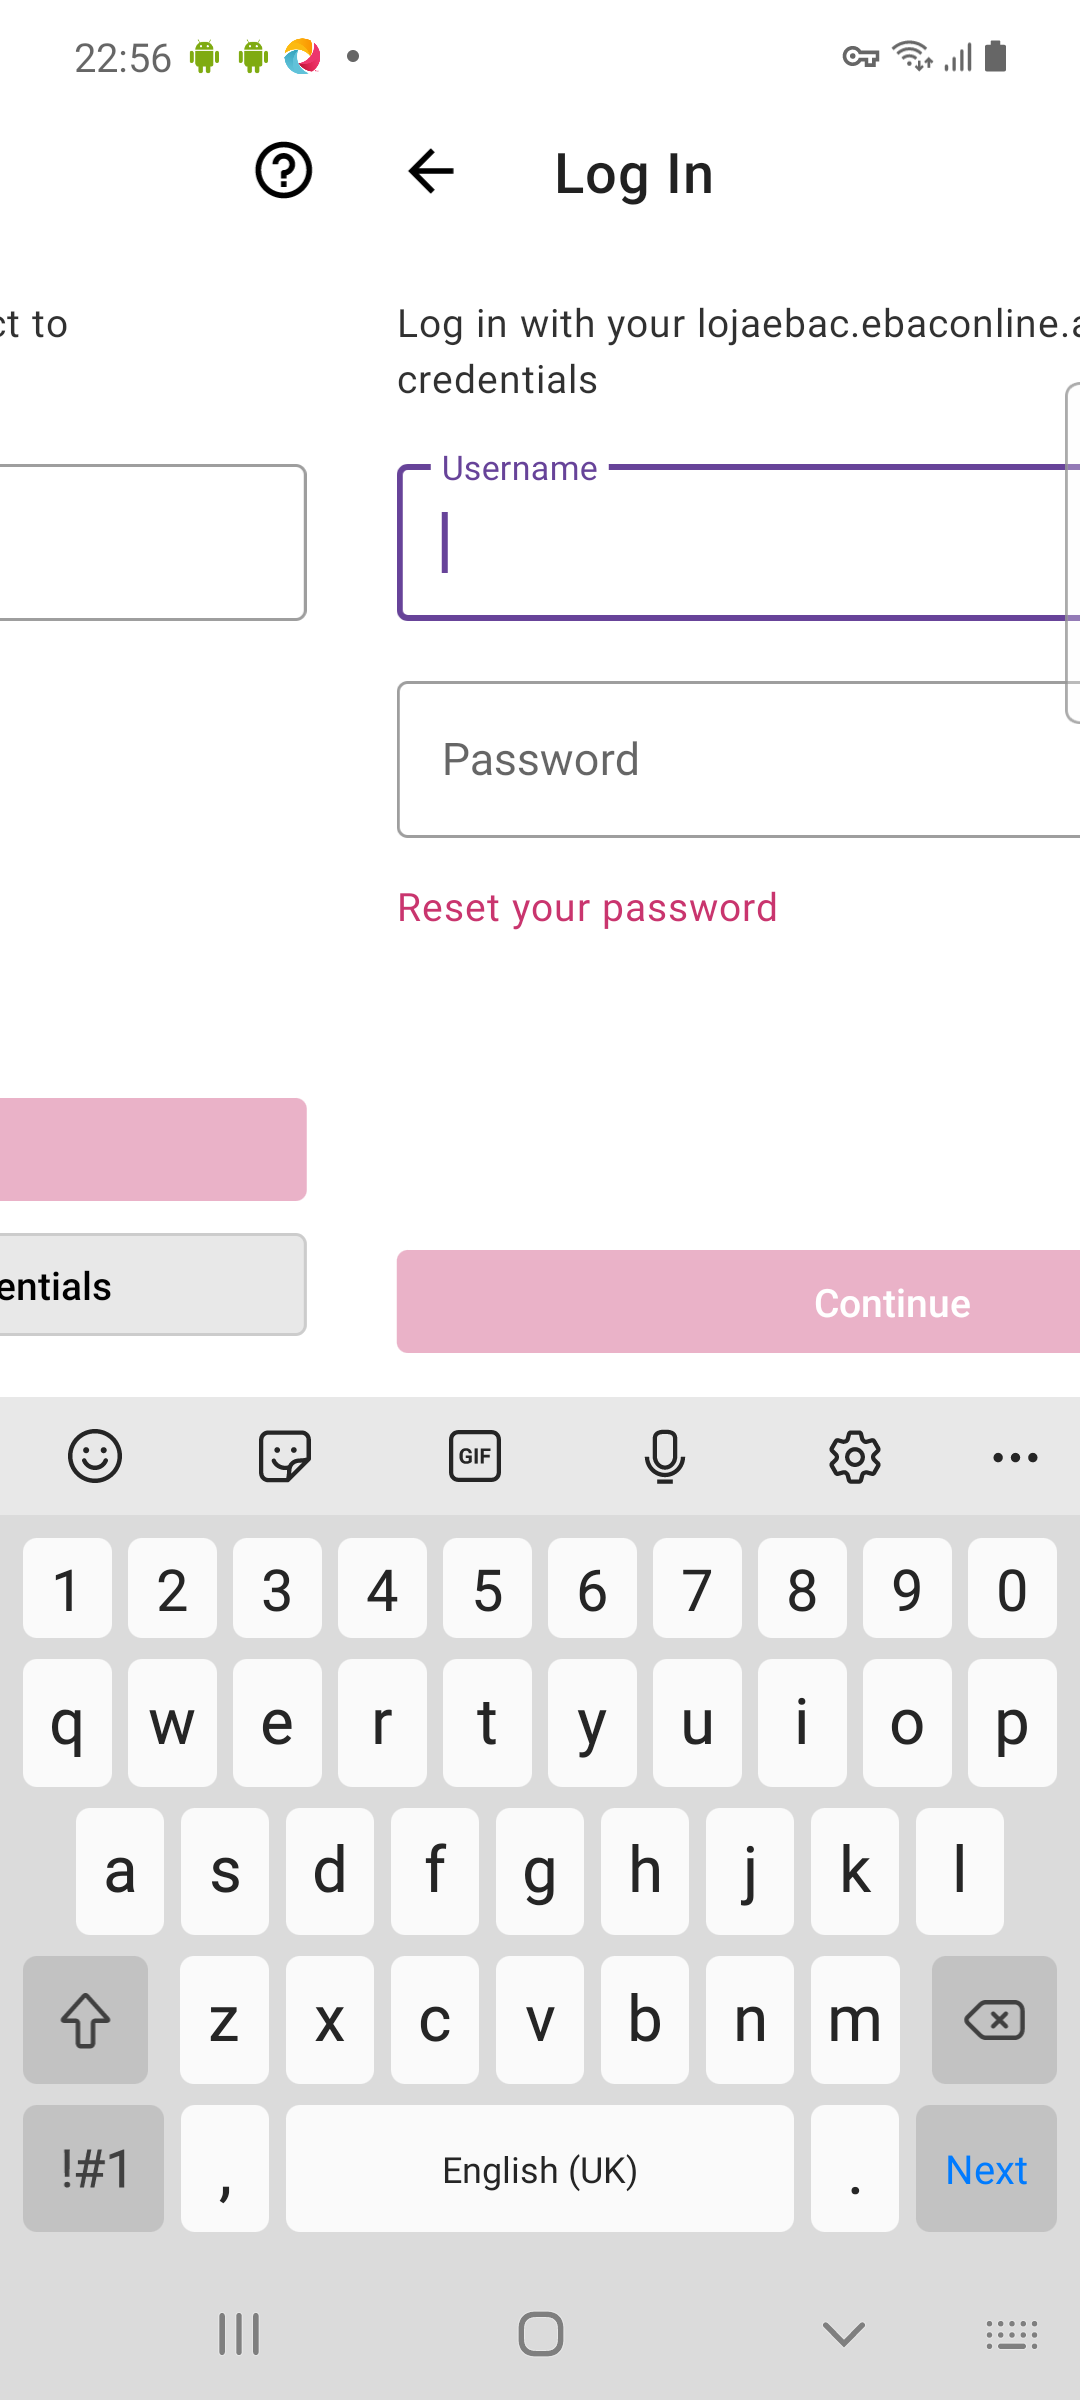 22:56
Log In
ct to
Log in with your lojaebac.ebaconline.a
credentials
Username
Password
Reset your password
entials
Continue
GIF
1 2 3 4 5 6 7 8 9 0
q w e r t y u i o p
a s d f g h j k l
z x c v b n m
!#1 , English (UK) . Next